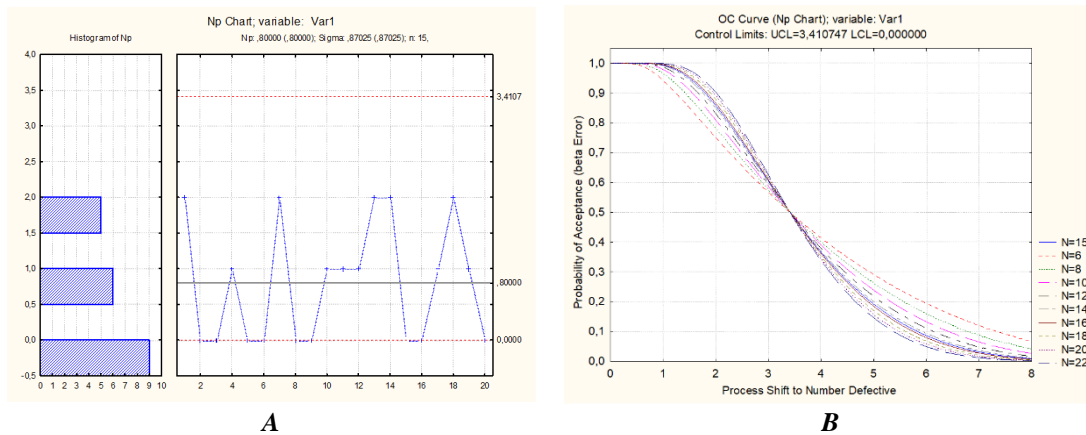 Np Chart; variable: Var1
Histogram of Np
Np: ,80000 (,80000); Sigma: ,87025 (,87025); n: 15,
4,0
3,5
3,0
2,5
2,0
1,5
1,0
0,5
0,0
-0,5
0 1 2 3 4 5 6 7 8 9 10
2 4 6 8 10 12 14 16 18 20
3,4107
,80000
0,0000
A
OC Curve (Np Chart); variable: Var1
Control Limits: UCL=3,410747 LCL=0,000000
Probability of Acceptance (beta Error)
1,0
0,9
0,8
0,7
0,6
0,5
0,4
0,3
0,2
0,1
0,0
0 1 2 3 4 5 6 7 8
Process Shift to Number Defective
N=15
N=6
N=8
N=10
N=12
N=14
N=16
N=18
N=20
N=22
B